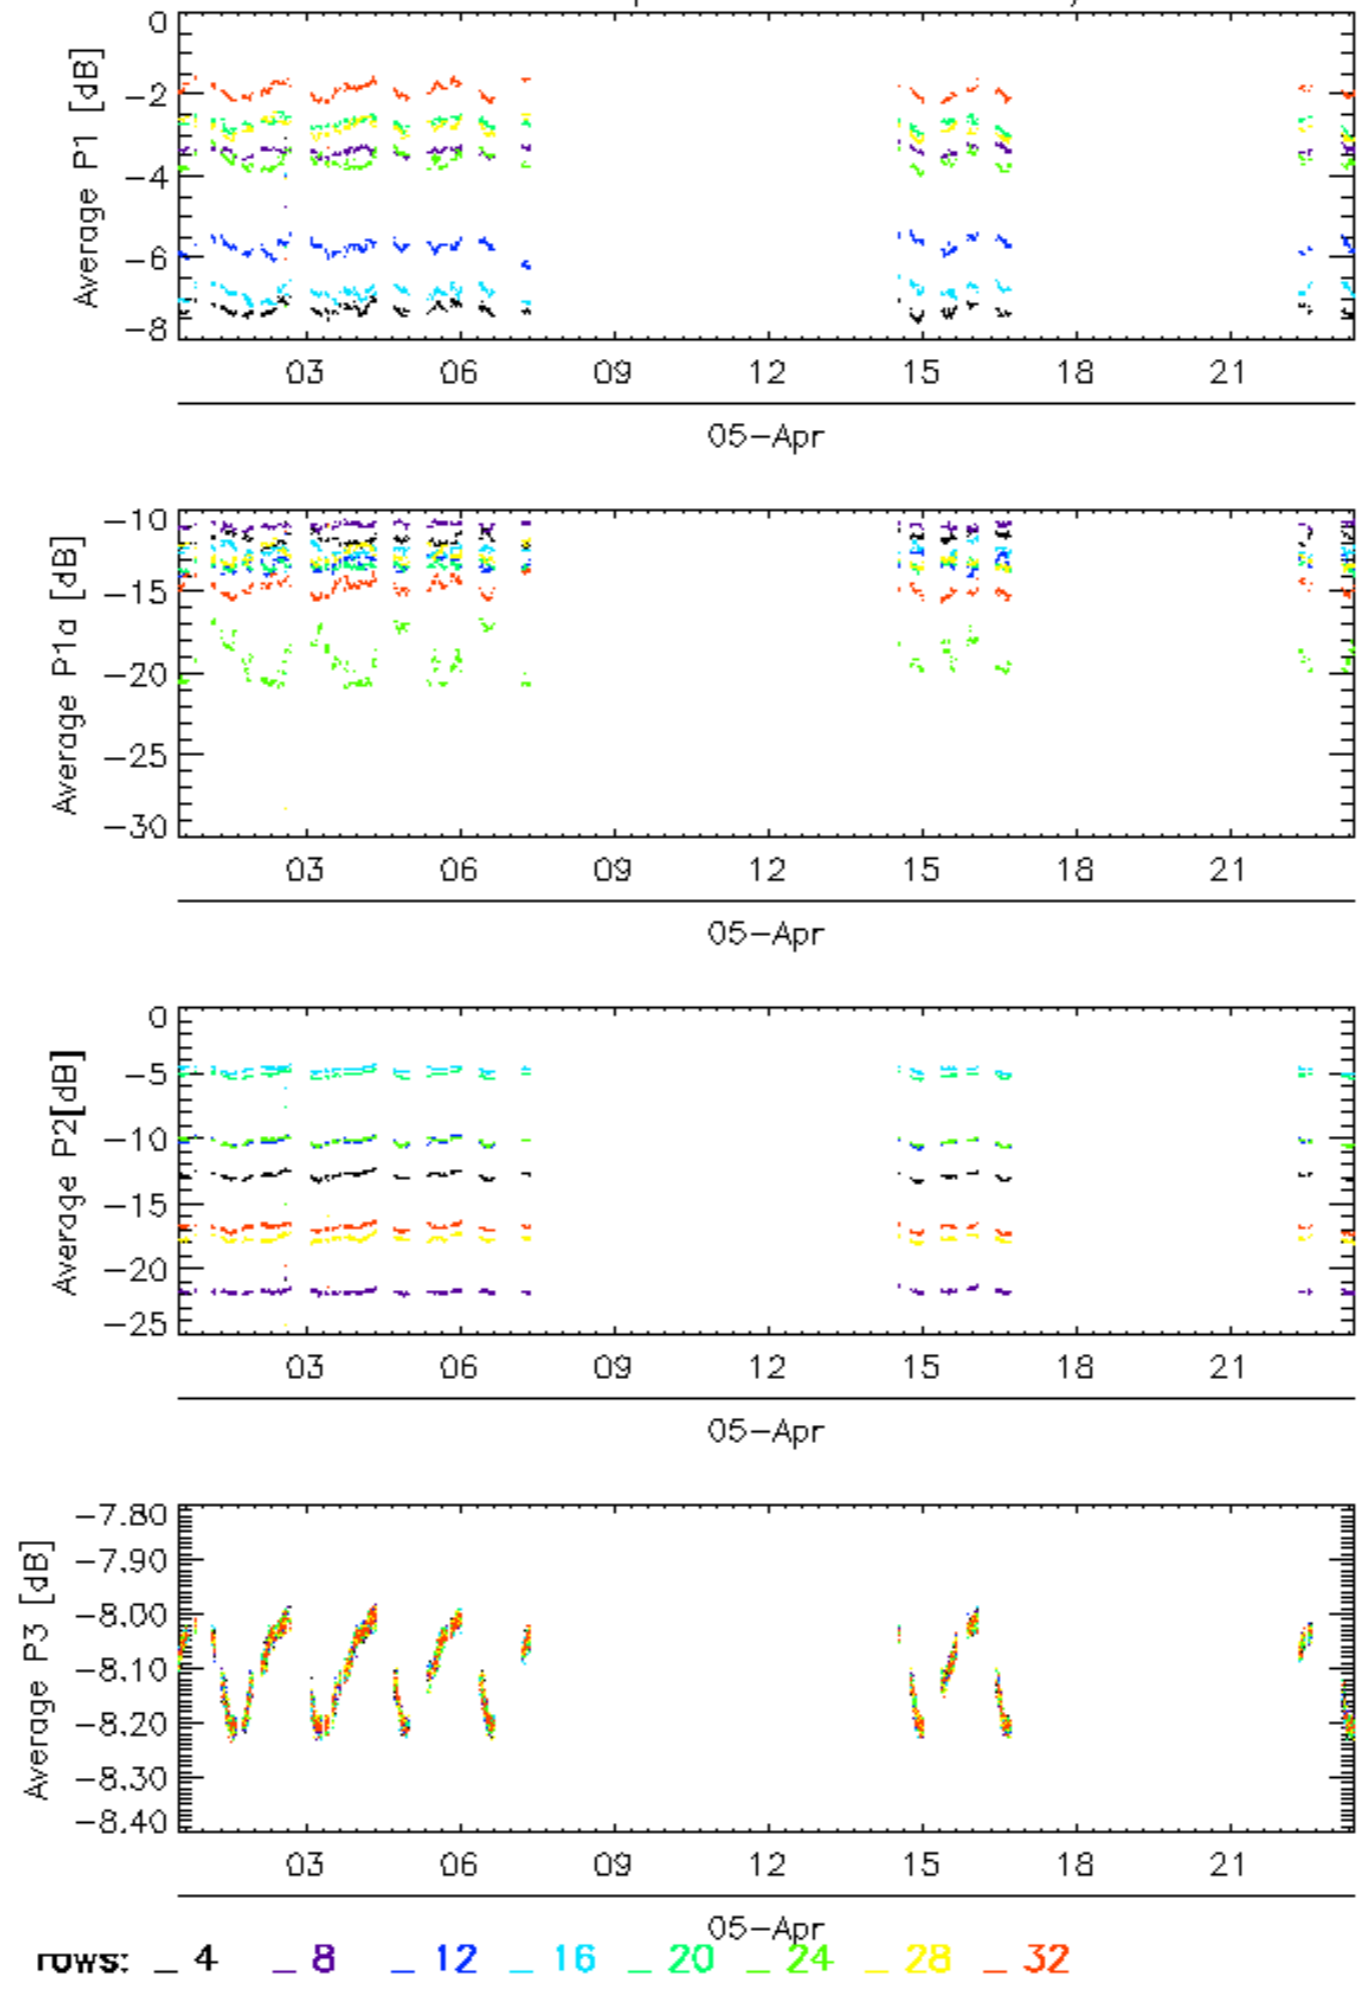 Average P1 [dB]
0
-2
-4
-6
-8
03 06 09 12 15 18 21
05-Apr
Average P1a [dB]
-10
-15
-20
-25
-30
03 06 09 12 15 18 21
05-Apr
Average P2[dB]
0
-5
-10
-15
-20
-25
03 06 09 12 15 18 21
05-Apr
Average P3 [dB]
-7.80
-7.90
-8.00
-8.10
-8.20
-8.30
-8.40
03 06 09 12 15 18 21
05-Apr
rows: _ 4 _ 8 _ 12 _ 16 _ 20 _ 24 _ 28 _ 32